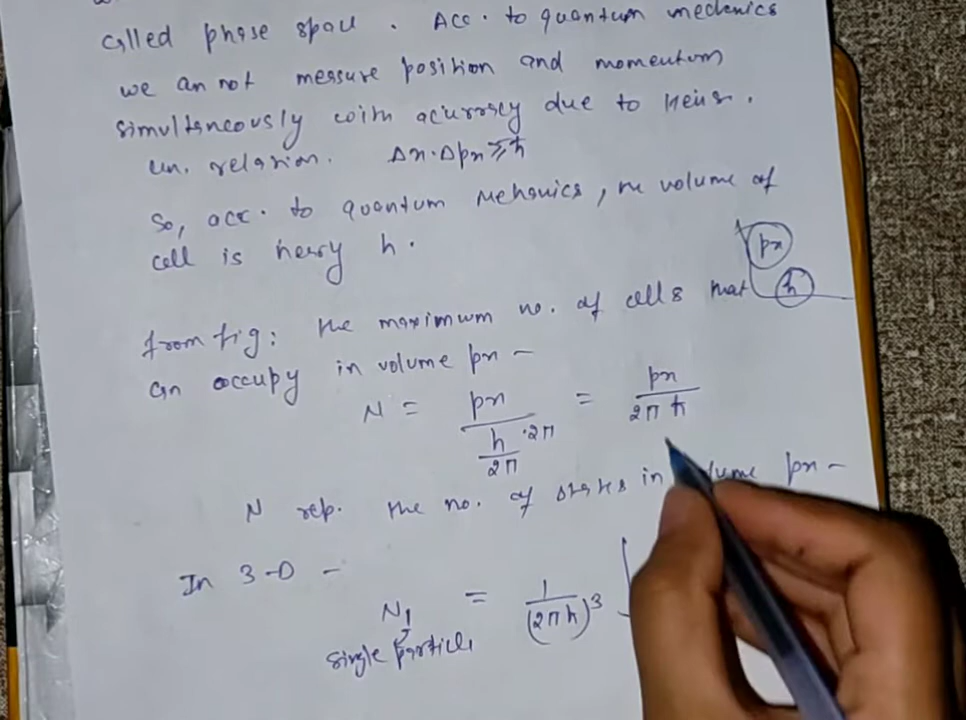 called phase space. Acc. to quantum mechanics
we can not measure position and momentum
simultaneously with accuracy due to Heis.
un. relation. Δx·Δpx ≥ ħ
So, acc. to quantum mehanics, the volume of
cell is nearly h.
px
h
from fig: the maximum no. of cells that
can occupy in volume px –
N = px / (h/2π · 2π) = px / 2πħ
N rep. the no. of states in volume px –
In 3-D –
N₁ = 1/(2πħ)³
single particle